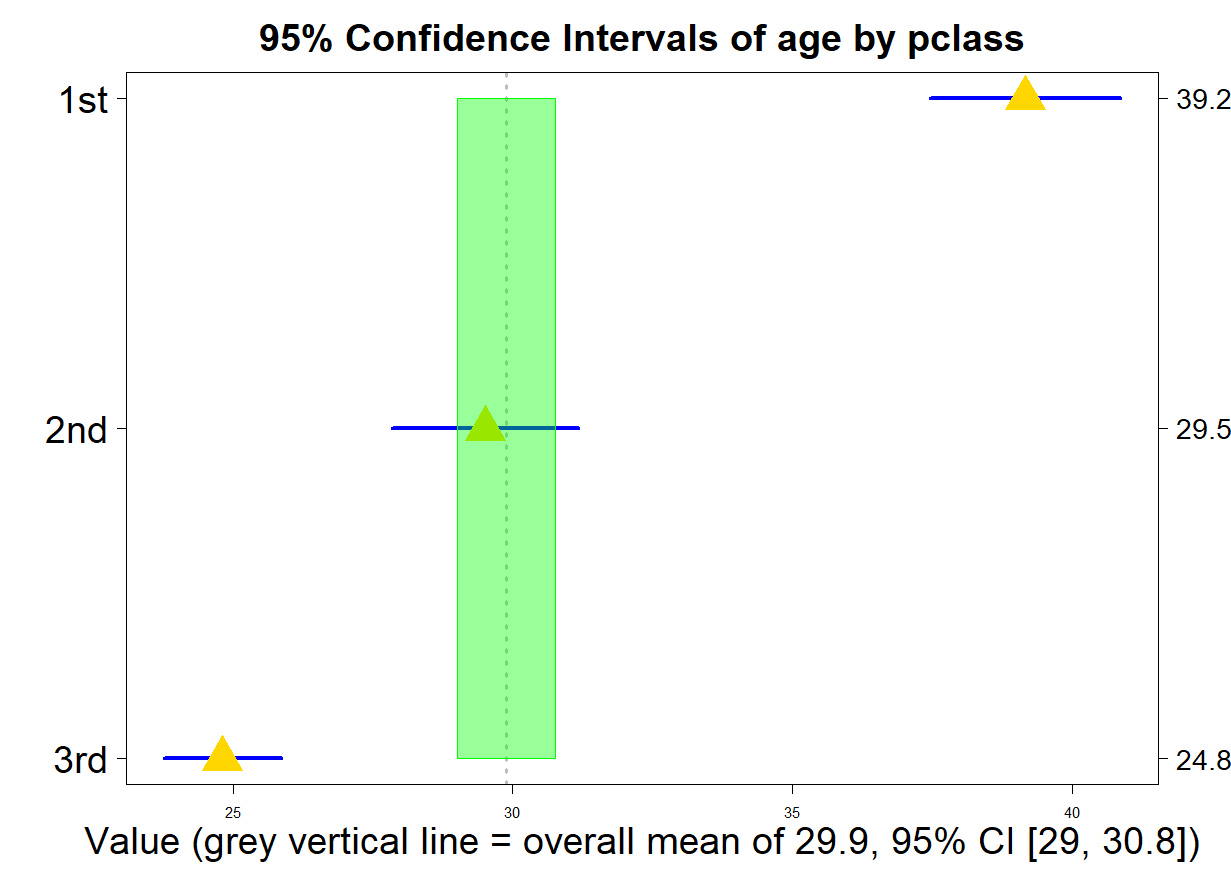 95% Confidence Intervals of age by pclass
1st 39.2
2nd 29.5
3rd 24.8
25 30 35 40
Value (grey vertical line = overall mean of 29.9, 95% CI [29, 30.8])